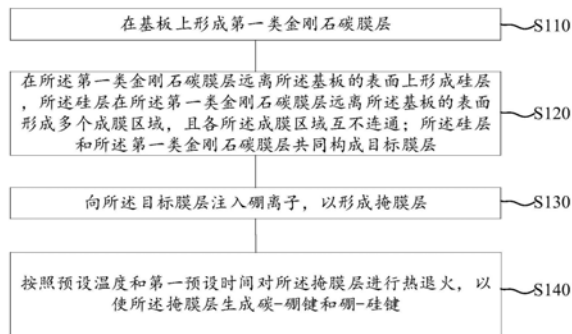 在基板上形成第一类金刚石碳膜层
S110
在所述第一类金刚石碳膜层远离所述基板的表面上形成硅层
，所述硅层在所述第一类金刚石碳膜层远离所述基板的表面
形成多个成膜区域，且各所述成膜区域互不连通；所述硅层
和所述第一类金刚石碳膜层共同构成目标膜层
S120
向所述目标膜层注入硼离子，以形成掩膜层
S130
按照预设温度和第一预设时间对所述掩膜层进行热退火，以
使所述掩膜层生成碳-硼键和硼-硅键
S140